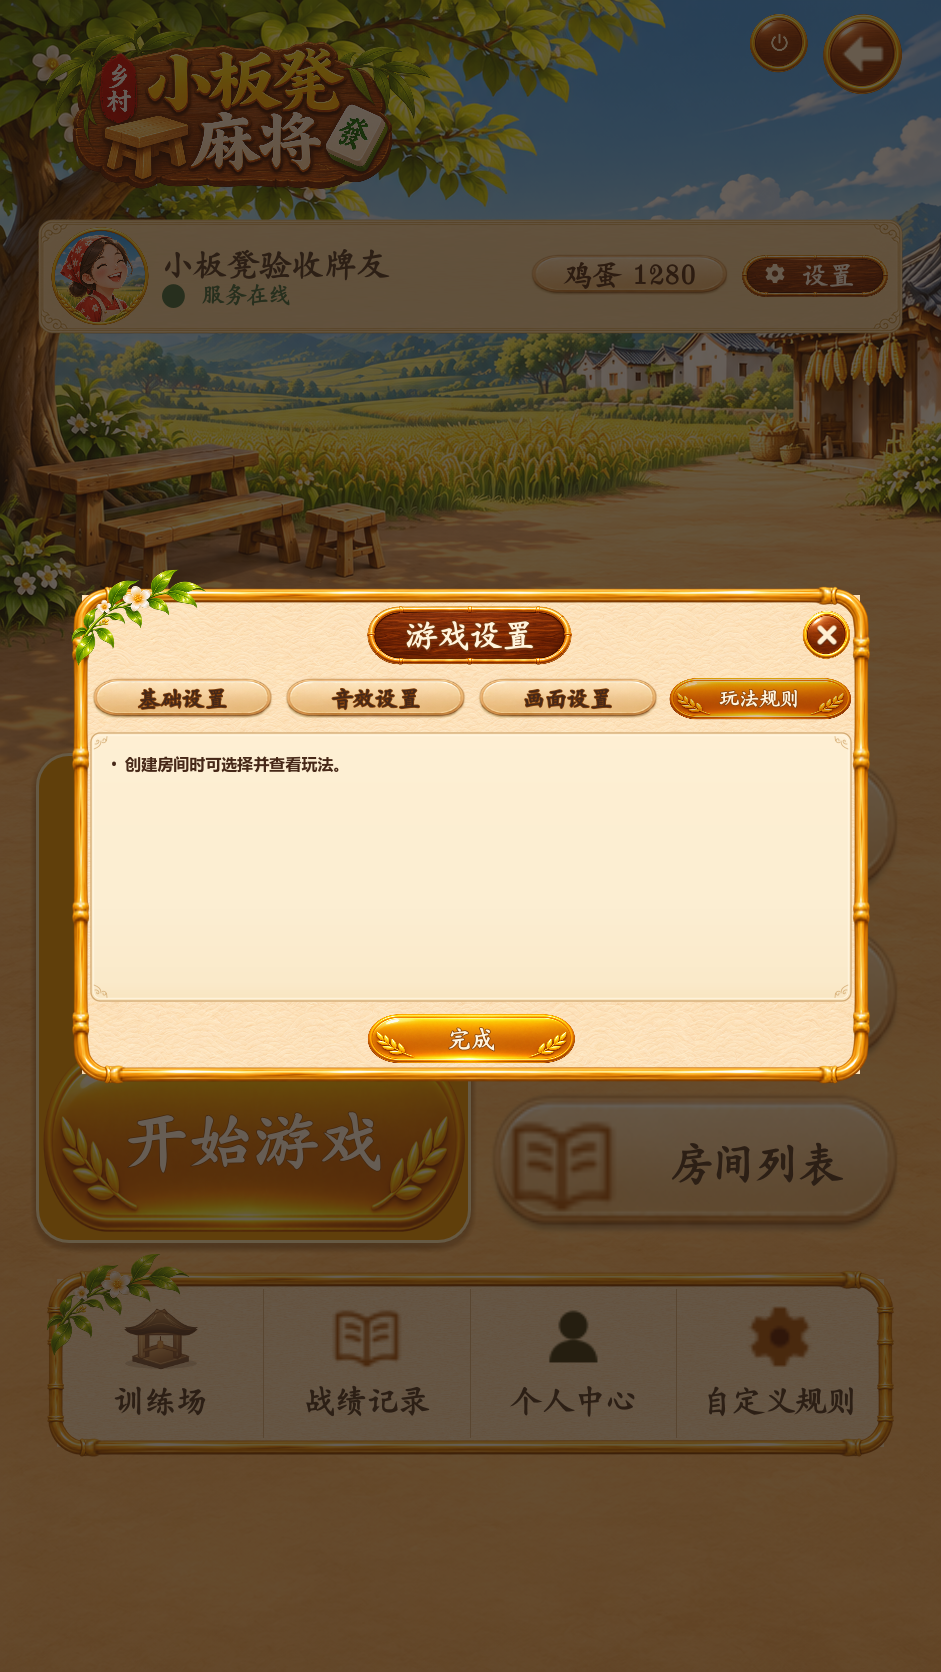 乡村
小板凳
麻将
發
小板凳验收牌友
服务在线
鸡蛋 1280
设置
游戏设置
基础设置
音效设置
画面设置
玩法规则
• 创建房间时可选择并查看玩法。
完成
开始游戏
房间列表
训练场
战绩记录
个人中心
自定义规则